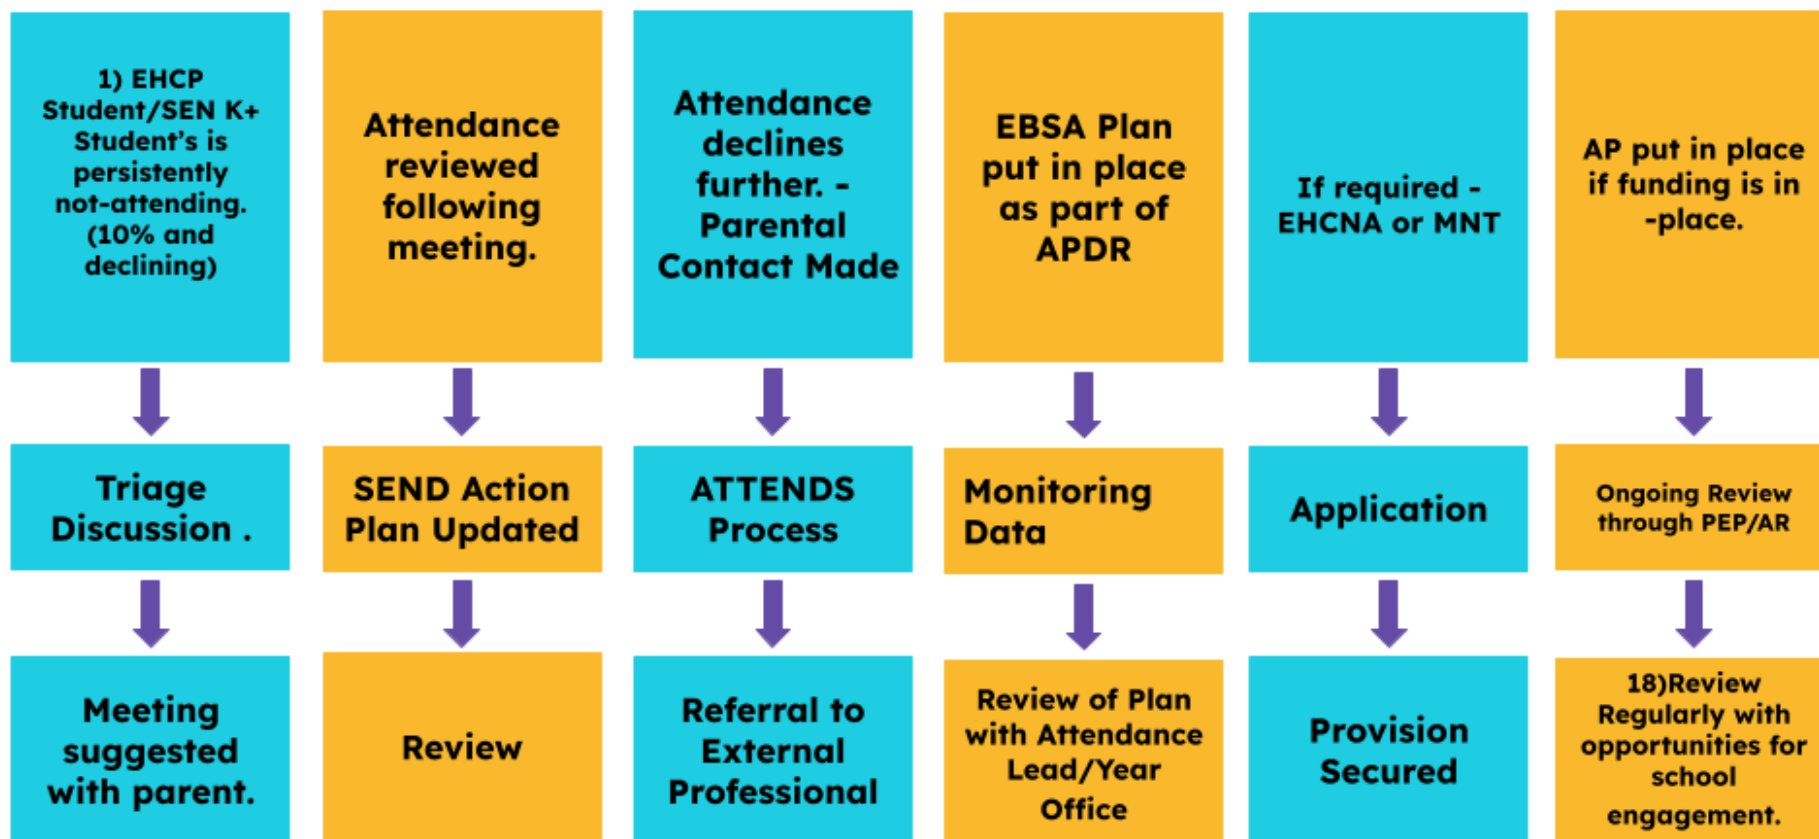 1) EHCP
Student/SEN K+
Student's is
persistently
not-attending.
(10% and
declining)
Triage
Discussion .
Meeting
suggested
with parent.
Attendance
reviewed
following
meeting.
SEND Action
Plan Updated
Review
Attendance
declines
further. -
Parental
Contact Made
ATTENDS
Process
Referral to
External
Professional
EBSA Plan
put in place
as part of
APDR
Monitoring
Data
Review of Plan
with Attendance
Lead/Year
Office
If required -
EHCNA or MNT
Application
Provision
Secured
AP put in place
if funding is in
-place.
Ongoing Review
through PEP/AR
18)Review
Regularly with
opportunities for
school
engagement.